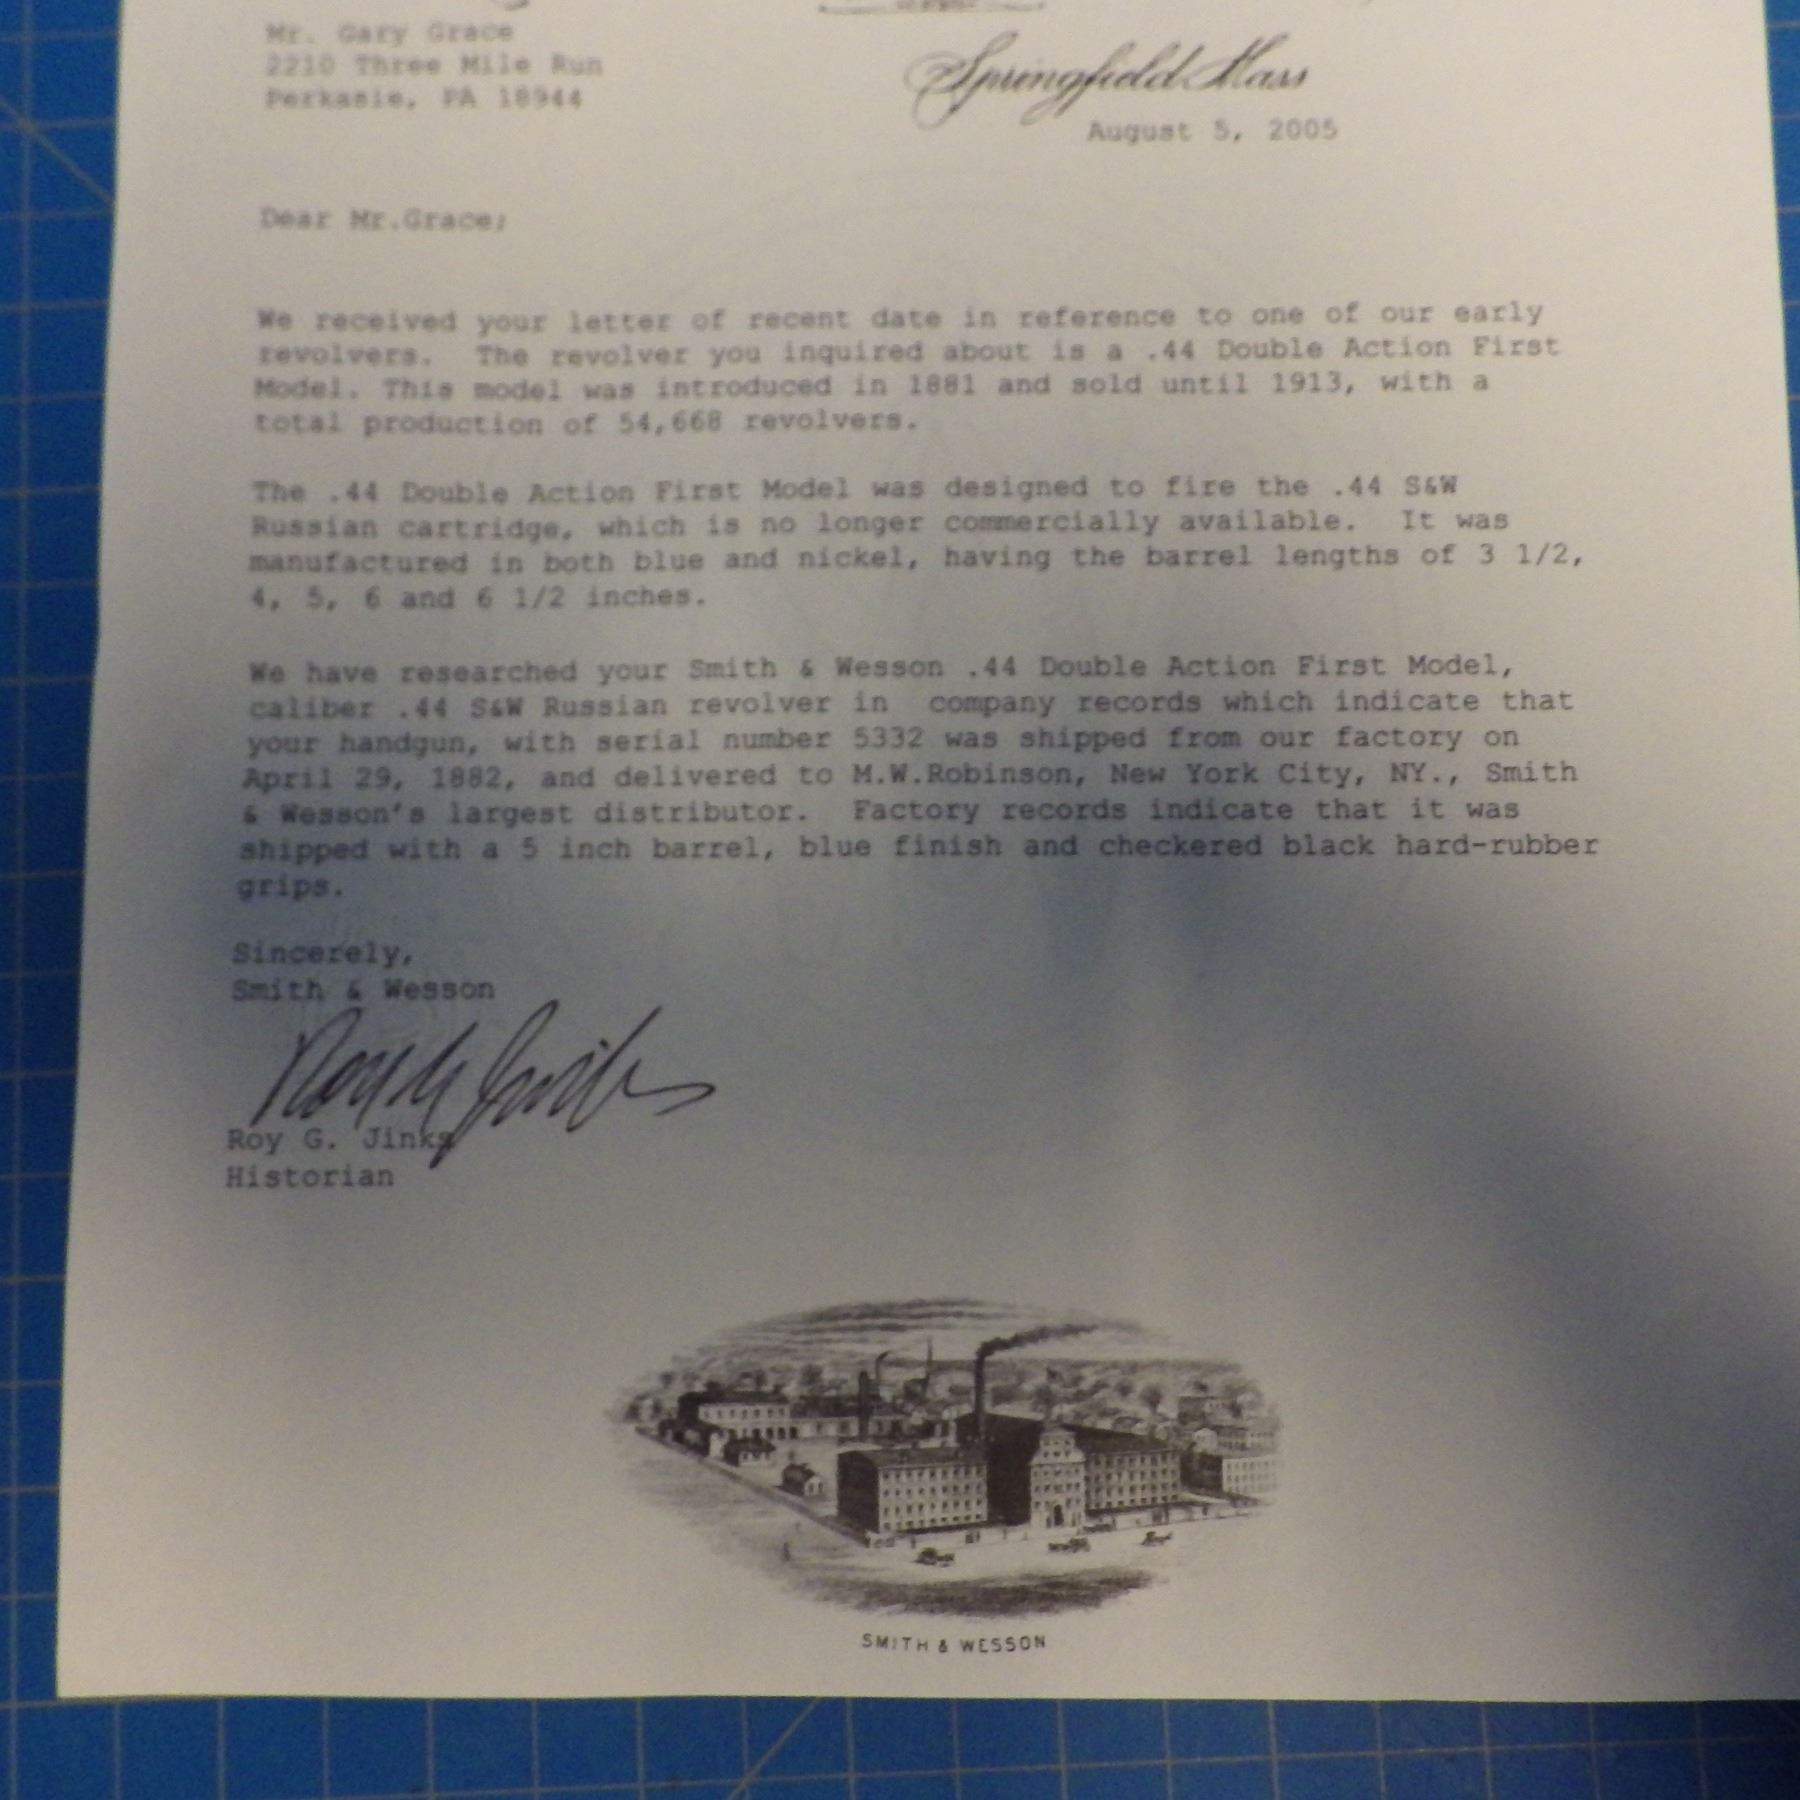 Mr. Gary Grace
2210 Three Mile Run
Perkasie, PA 18944
Springfield Mass
August 5, 2005
Dear Mr.Grace;
We received your letter of recent date in reference to one of our early
revolvers.  The revolver you inquired about is a .44 Double Action First
Model. This model was introduced in 1881 and sold until 1913, with a
total production of 54,668 revolvers.
The .44 Double Action First Model was designed to fire the .44 S&W
Russian cartridge, which is no longer commercially available.  It was
manufactured in both blue and nickel, having the barrel lengths of 3 1/2,
4, 5, 6 and 6 1/2 inches.
We have researched your Smith & Wesson .44 Double Action First Model,
caliber .44 S&W Russian revolver in  company records which indicate that
your handgun, with serial number 5332 was shipped from our factory on
April 29, 1882, and delivered to M.W.Robinson, New York City, NY., Smith
& Wesson's largest distributor.  Factory records indicate that it was
shipped with a 5 inch barrel, blue finish and checkered black hard-rubber
grips.
Sincerely,
Smith & Wesson
Roy G. Jinks
Historian
SMITH & WESSON